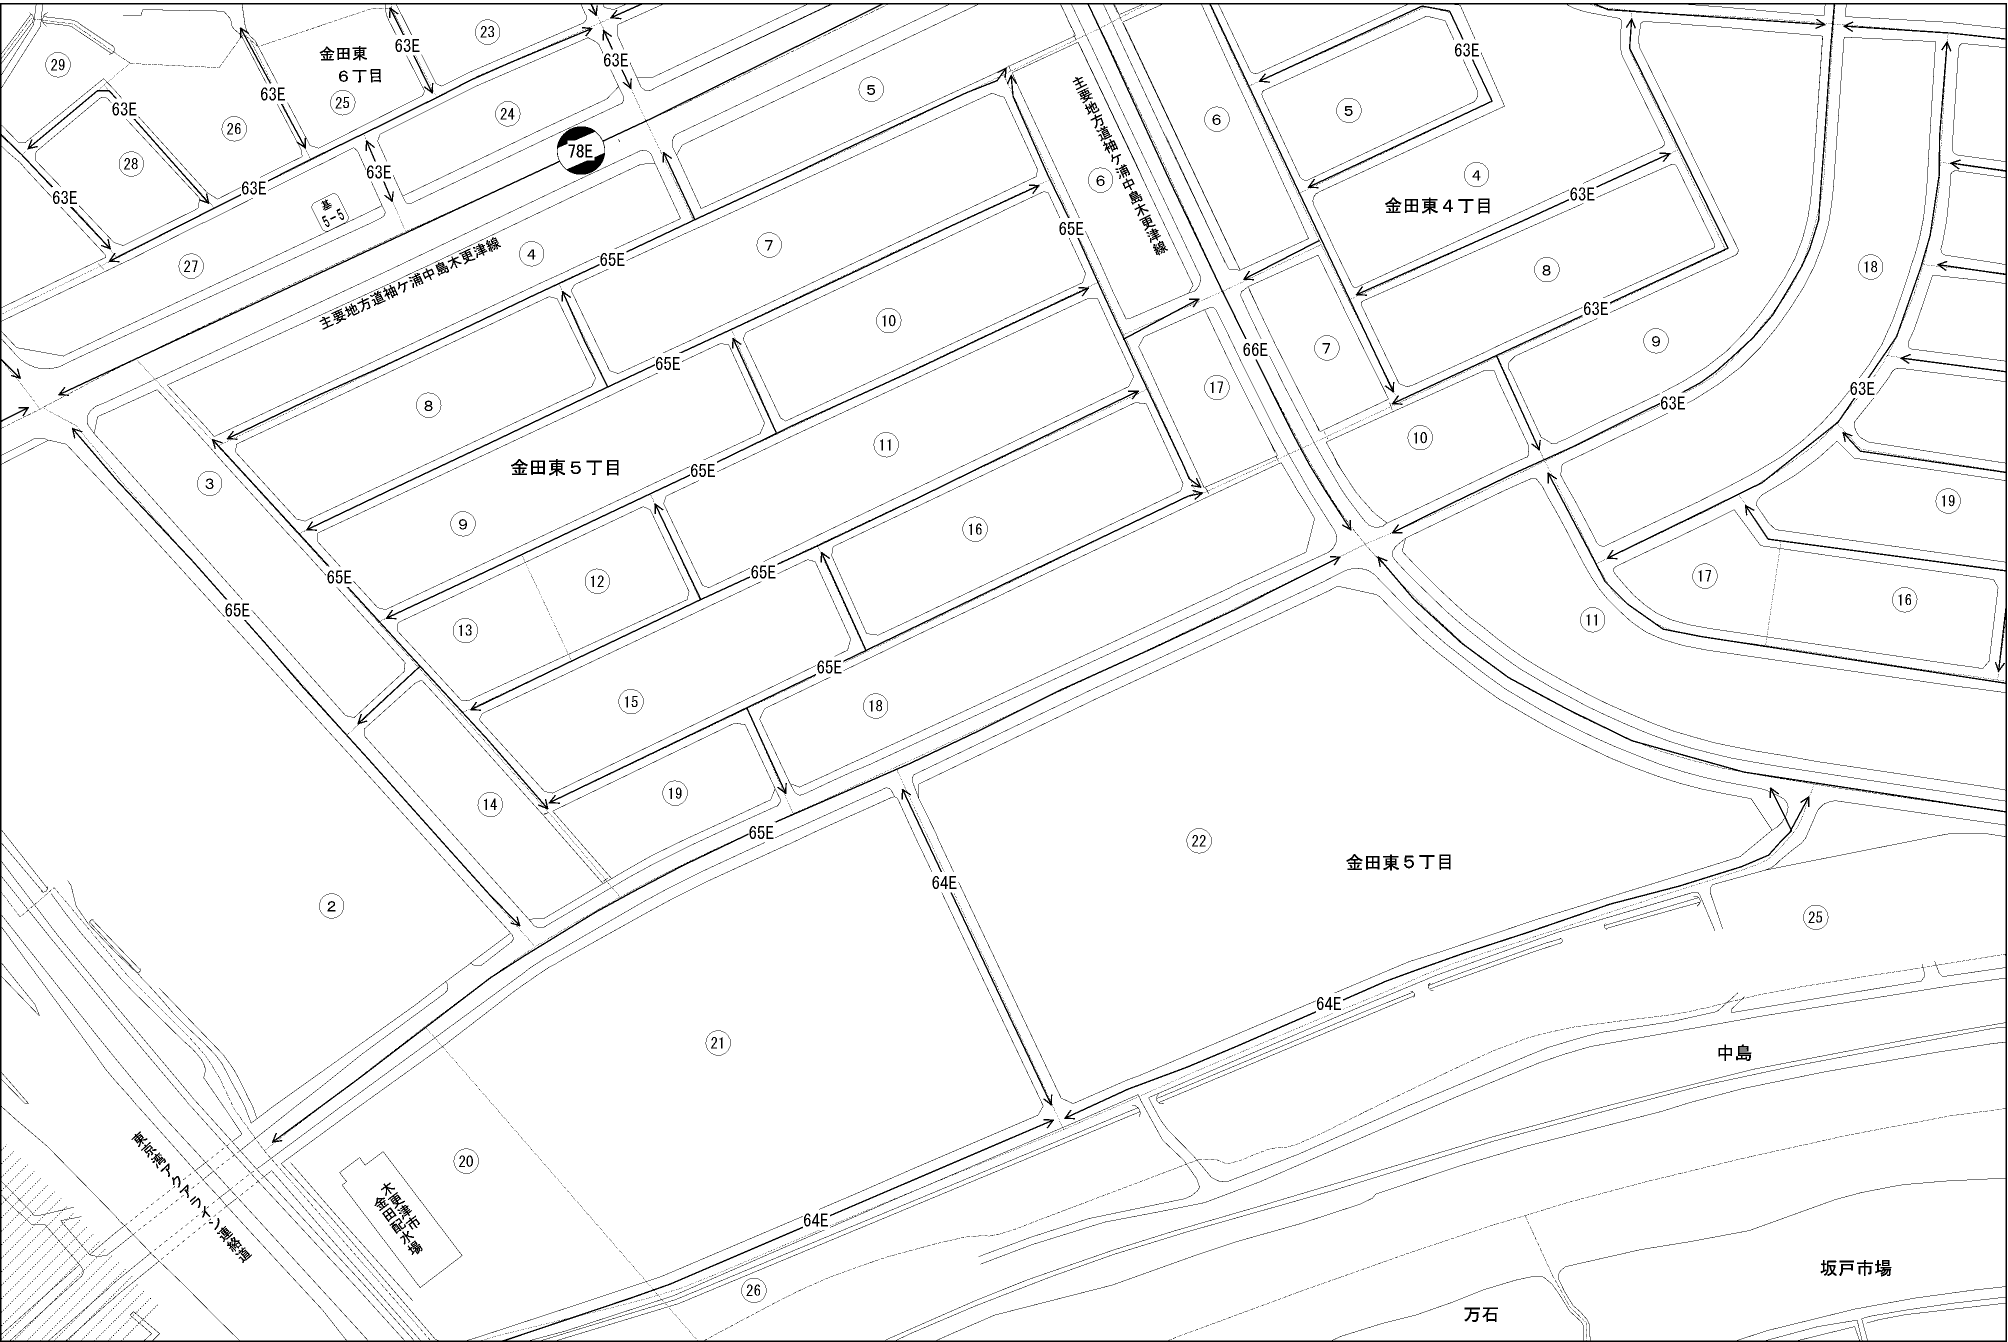 29
金田東
６丁目
25
23
63E
63E
63E
63E
63E
28
26
24
78E
5
6
5
63E
63E
63E
基
5-5
27
主要地方道袖ケ浦中島木更津線
4
65E
7
65E
6
主要地方道袖ケ浦中島木更津線
4
金田東４丁目
63E
8
63E
18
8
65E
10
66E
7
9
63E
63E
17
3
金田東５丁目
65E
11
10
9
16
19
65E
65E
13
12
65E
17
16
11
15
65E
18
14
19
65E
22
金田東５丁目
64E
2
25
64E
21
中島
東京湾アクアライン連絡道
20
木更津市
金田配水場
64E
26
坂戸市場
万石